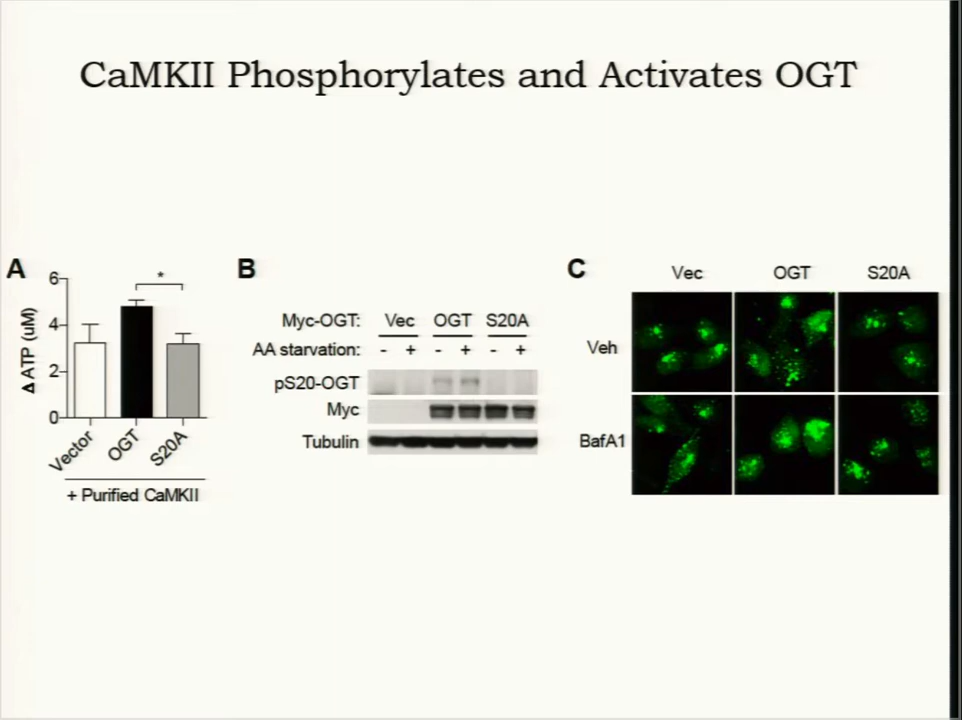 CaMKII Phosphorylates and Activates OGT
A
6
4
2
0
Δ ATP (uM)
*
Vector
OGT
S20A
+ Purified CaMKII
B
Myc-OGT: Vec OGT S20A
AA starvation: - + - + - +
pS20-OGT
Myc
Tubulin
C
Vec OGT S20A
Veh
BafA1